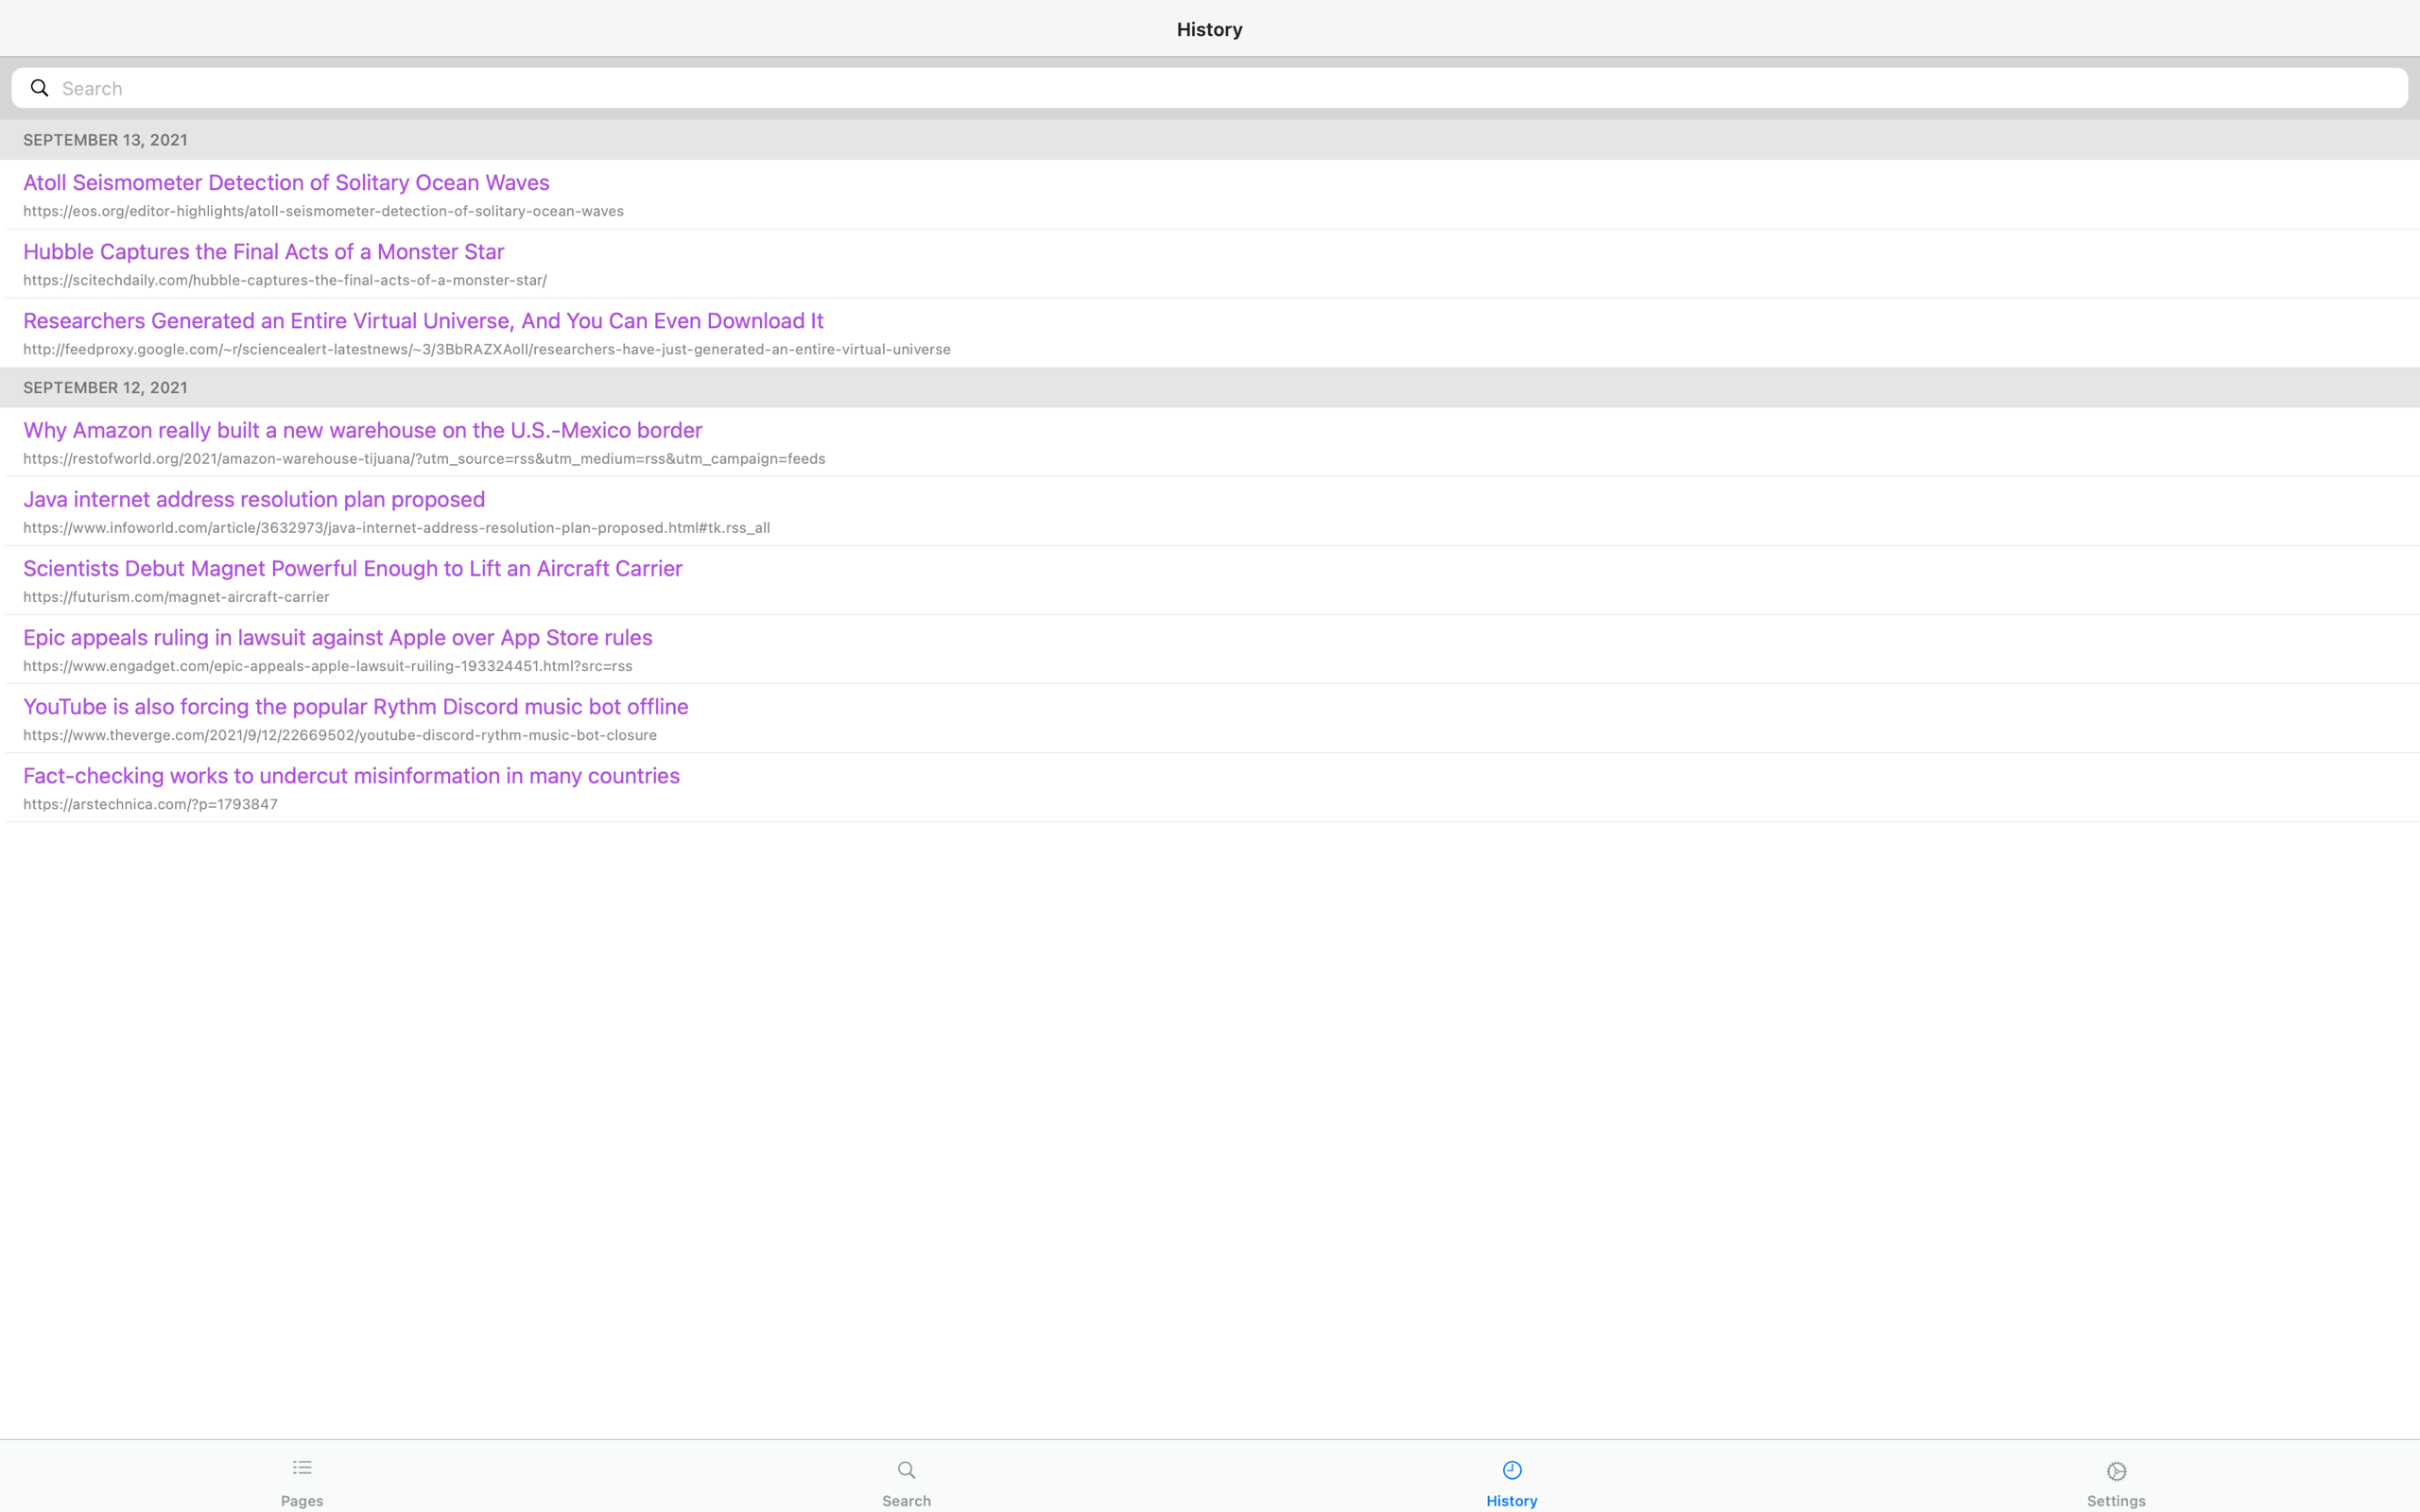 History
Search
SEPTEMBER 13, 2021
Atoll Seismometer Detection of Solitary Ocean Waves
https://eos.org/editor-highlights/atoll-seismometer-detection-of-solitary-ocean-waves
Hubble Captures the Final Acts of a Monster Star
https://scitechdaily.com/hubble-captures-the-final-acts-of-a-monster-star/
Researchers Generated an Entire Virtual Universe, And You Can Even Download It
http://feedproxy.google.com/~r/sciencealert-latestnews/~3/3BbRAZXAoII/researchers-have-just-generated-an-entire-virtual-universe
SEPTEMBER 12, 2021
Why Amazon really built a new warehouse on the U.S.-Mexico border
https://restofworld.org/2021/amazon-warehouse-tijuana/?utm_source=rss&utm_medium=rss&utm_campaign=feeds
Java internet address resolution plan proposed
https://www.infoworld.com/article/3632973/java-internet-address-resolution-plan-proposed.html#tk.rss_all
Scientists Debut Magnet Powerful Enough to Lift an Aircraft Carrier
https://futurism.com/magnet-aircraft-carrier
Epic appeals ruling in lawsuit against Apple over App Store rules
https://www.engadget.com/epic-appeals-apple-lawsuit-ruiling-193324451.html?src=rss
YouTube is also forcing the popular Rythm Discord music bot offline
https://www.theverge.com/2021/9/12/22669502/youtube-discord-rythm-music-bot-closure
Fact-checking works to undercut misinformation in many countries
https://arstechnica.com/?p=1793847
Pages
Search
History
Settings